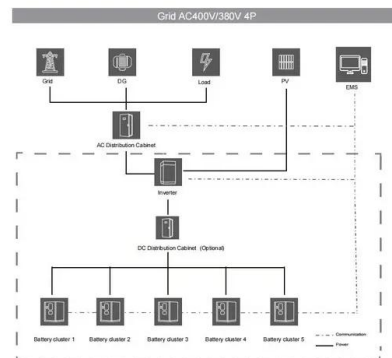 Grid AC400V/380V 4P
Grid
DG
Load
PV
EMS
AC Distribution Cabinet
Inverter
DC Distribution Cabinet (Optional)
Battery cluster 1
Battery cluster 2
Battery cluster 3
Battery cluster 4
Battery cluster 5
Communication
Power